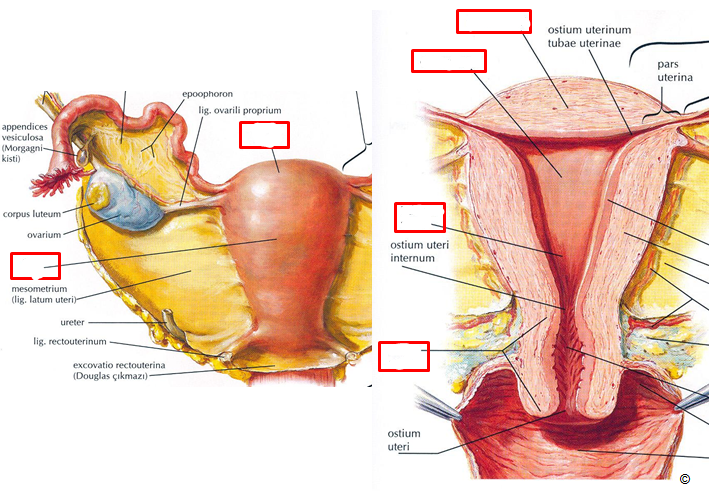 epoophoron
lig. ovarili proprium
appendices
vesiculosa
(Morgagni
kisti)
corpus luteum
ovarium
mesometrium
(lig. latum uteri)
ureter
lig. rectouterinum
excovatio rectouterina
(Douglas çıkmazı)
ostium uterinum
tubae uterinae
pars
uterina
ostium uteri
internum
ostium
uteri
©